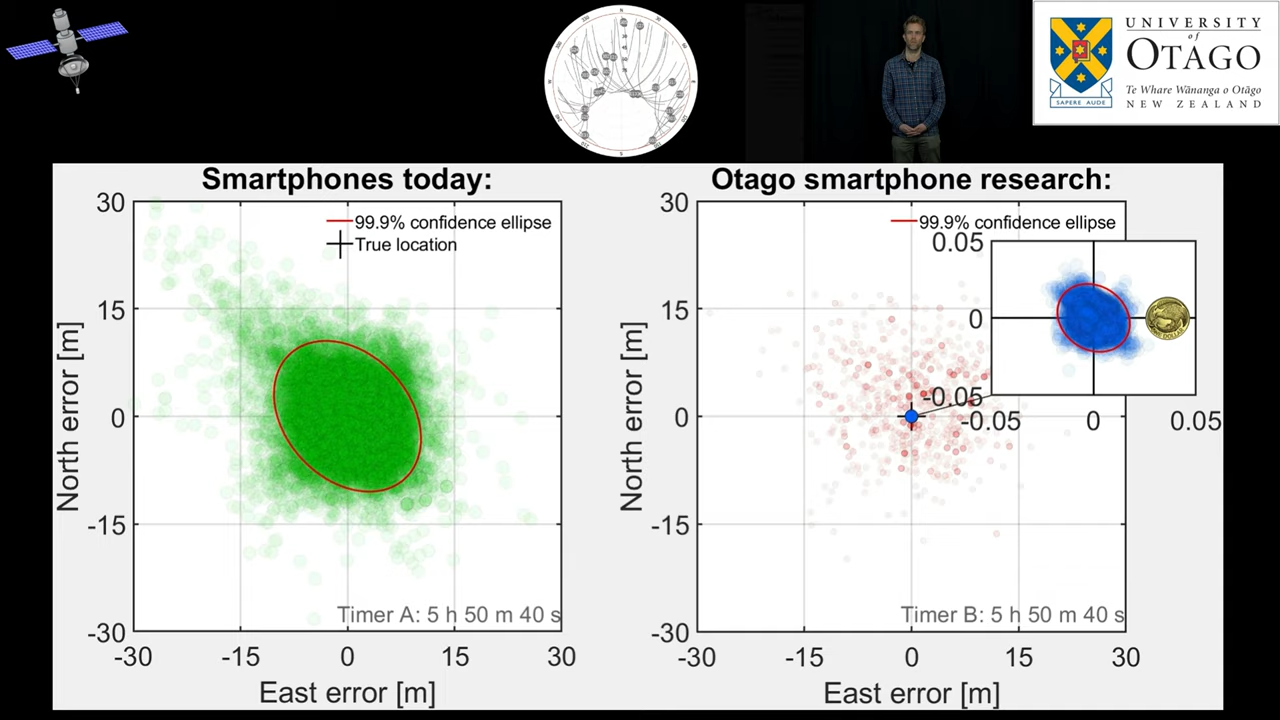 UNIVERSITY
of
OTAGO
Te Whare Wānanga o Otāgo
NEW ZEALAND
SAPERE AUDE
Smartphones today:
30
15
0
-15
-30
North error [m]
99.9% confidence ellipse
True location
Timer A: 5 h 50 m 40 s
-30 -15 0 15 30
East error [m]
Otago smartphone research:
30
15
0
-15
-30
North error [m]
99.9% confidence ellipse
0.05
0
-0.05
-0.05 0 0.05
Timer B: 5 h 50 m 40 s
-30 -15 0 15 30
East error [m]